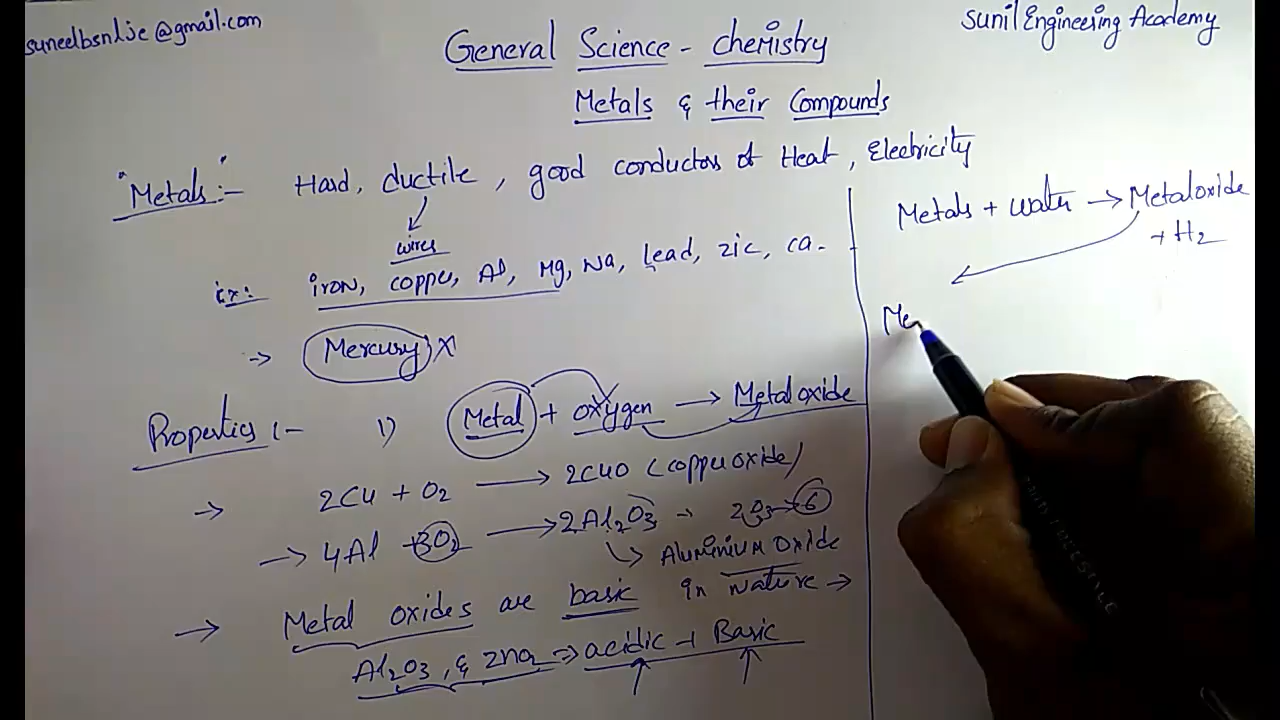 suneelbsnlje@gmail.com
Sunil Engineering Academy
General Science - chemistry
Metals & their Compounds
"Metals":- Hard, ductile, good conductors of Heat, Electricity
wires
Ex: iron, copper, Al, Mg, Na, Lead, zic, ca.
→ Mercury x
Properties :- 1) Metal + oxygen → Metal oxide
→ 2Cu + O2 → 2CuO (copper oxide)
→ 4Al + 3O2 → 2Al2O3 → 2O3 → 6
↳ Aluminium Oxide
→ Metal oxides are basic in nature →
Al2O3, & ZnO2 ⇒ acidic + Basic
Metals + water → Metaloxide
+ H2
Me